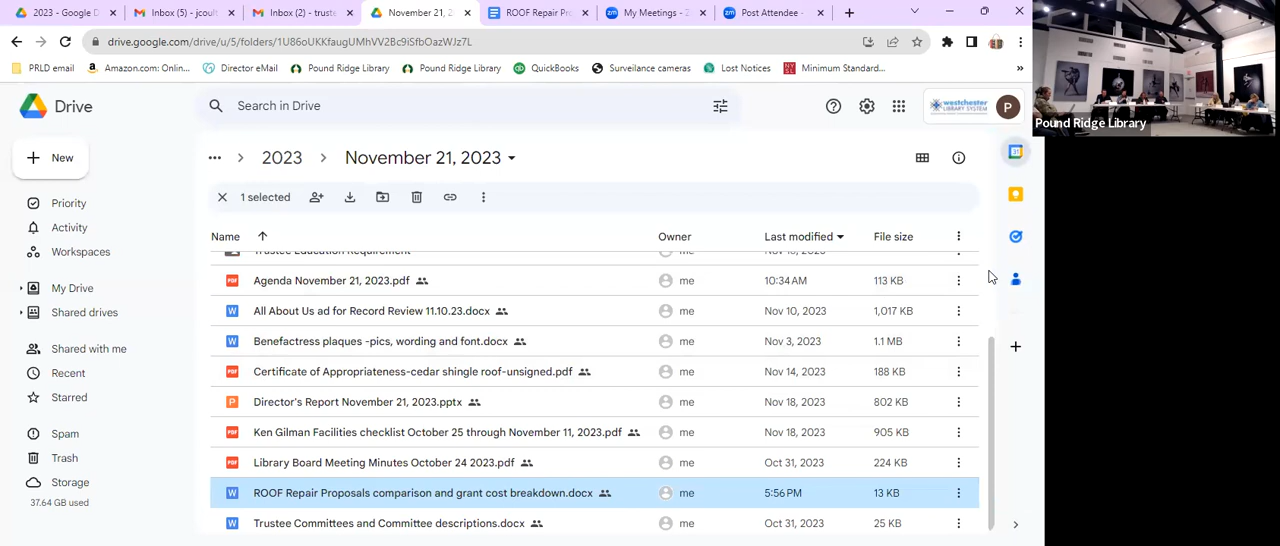 2023 - Google D
Inbox (5) - jcoult
Inbox (2) - truste
November 21, 2
ROOF Repair Pro
My Meetings - Z
Post Attendee -
drive.google.com/drive/u/5/folders/1U86oUKKfaugUMhVV2Bc9iSfbOazWJz7L
PRLD email
Amazon.com: Onlin...
Director eMail
Pound Ridge Library
Pound Ridge Library
QuickBooks
Surveilance cameras
Lost Notices
Minimum Standard...
»
Pound Ridge Library
Drive
Search in Drive
westchester
LIBRARY SYSTEM
P
New
... > 2023 > November 21, 2023
1 selected
Priority
Activity
Workspaces
My Drive
Shared drives
Shared with me
Recent
Starred
Spam
Trash
Storage
37.64 GB used
Name Owner Last modified File size
Trustee Education Requirement
Agenda November 21, 2023.pdf me 10:34 AM 113 KB
All About Us ad for Record Review 11.10.23.docx me Nov 10, 2023 1,017 KB
Benefactress plaques -pics, wording and font.docx me Nov 3, 2023 1.1 MB
Certificate of Appropriateness-cedar shingle roof-unsigned.pdf me Nov 14, 2023 188 KB
Director's Report November 21, 2023.pptx me Nov 18, 2023 802 KB
Ken Gilman Facilities checklist October 25 through November 11, 2023.pdf me Nov 18, 2023 905 KB
Library Board Meeting Minutes October 24 2023.pdf me Oct 31, 2023 224 KB
ROOF Repair Proposals comparison and grant cost breakdown.docx me 5:56 PM 13 KB
Trustee Committees and Committee descriptions.docx me Oct 31, 2023 25 KB